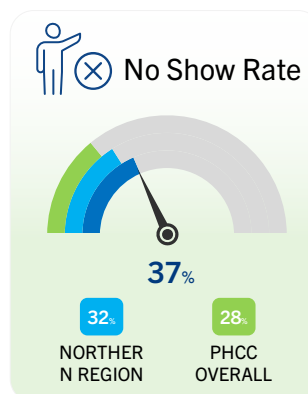 No Show Rate
37%
32%
28%
NORTHER
N REGION
PHCC
OVERALL